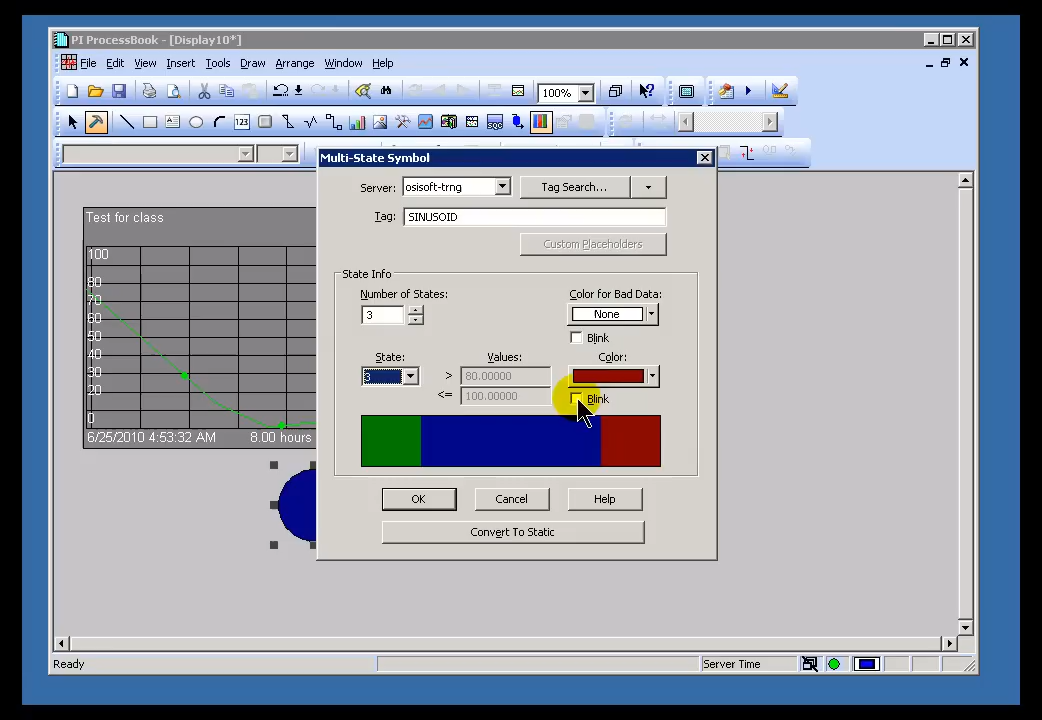 PI ProcessBook - [Display10*]
File Edit View Insert Tools Draw Arrange Window Help
100%
123
SQC
Multi-State Symbol
Server: osisoft-trng Tag Search...
Tag: SINUSOID
Custom Placeholders
Test for class
State Info
Number of States: Color for Bad Data:
3 None
Blink
State: Values: Color:
3 > 80.00000
<= 100.00000 Blink
100
80
70
60
50
40
30
20
0
6/25/2010 4:53:32 AM 8.00 hours
OK Cancel Help
Convert To Static
Ready Server Time